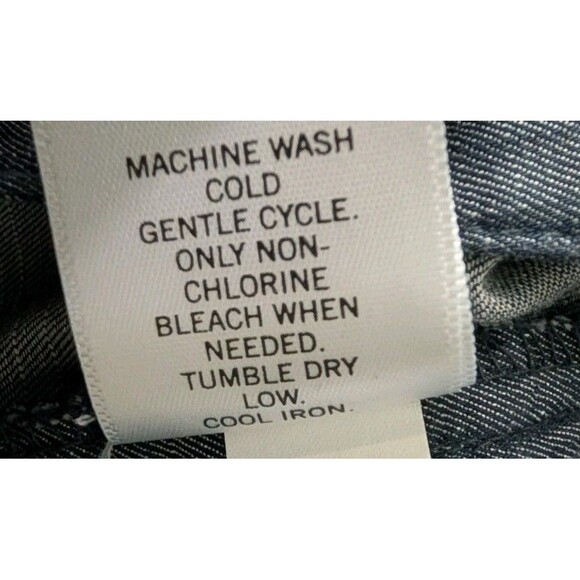 MACHINE WASH
COLD
GENTLE CYCLE.
ONLY NON-
CHLORINE
BLEACH WHEN
NEEDED.
TUMBLE DRY
LOW.
COOL IRON.